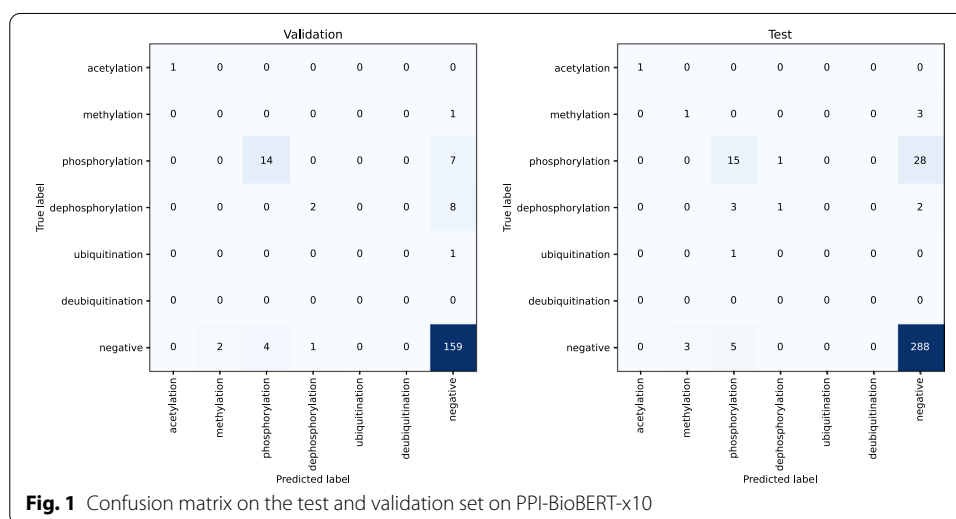 Validation
True label
acetylation 1 0 0 0 0 0 0
methylation 0 0 0 0 0 0 1
phosphorylation 0 0 14 0 0 0 7
dephosphorylation 0 0 0 2 0 0 8
ubiquitination 0 0 0 0 0 0 1
deubiquitination 0 0 0 0 0 0 0
negative 0 2 4 1 0 0 159
acetylation
methylation
phosphorylation
dephosphorylation
ubiquitination
deubiquitination
negative
Predicted label
Test
True label
acetylation 1 0 0 0 0 0 0
methylation 0 1 0 0 0 0 3
phosphorylation 0 0 15 1 0 0 28
dephosphorylation 0 0 3 1 0 0 2
ubiquitination 0 0 1 0 0 0 0
deubiquitination 0 0 0 0 0 0 0
negative 0 3 5 0 0 0 288
acetylation
methylation
phosphorylation
dephosphorylation
ubiquitination
deubiquitination
negative
Predicted label
Fig. 1 Confusion matrix on the test and validation set on PPI-BioBERT-x10